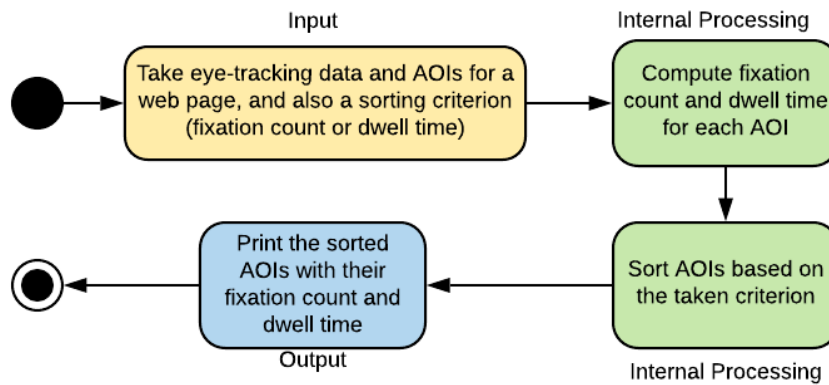 Input
Internal Processing
Take eye-tracking data and AOIs for a
web page, and also a sorting criterion
(fixation count or dwell time)
Compute fixation
count and dwell time
for each AOI
Print the sorted
AOIs with their
fixation count and
dwell time
Output
Sort AOIs based on
the taken criterion
Internal Processing